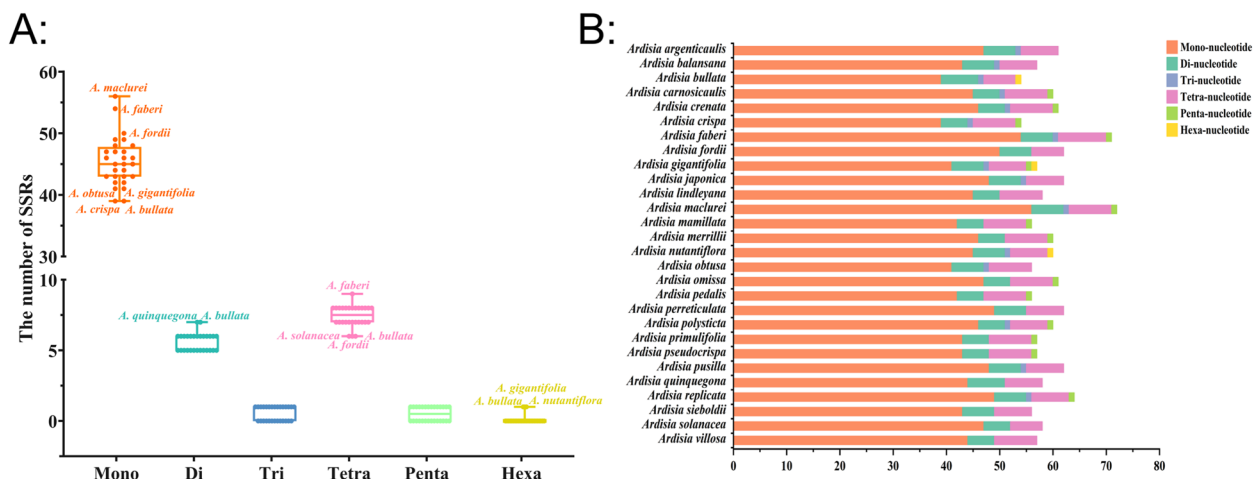 A:
The number of SSRs
60
50
40
30
10
5
0
A. maclurei
A. faberi
A. fordii
A. obtusa A. gigantifolia
A. crispa A. bullata
A. quinquegona A. bullata
A. faberi
A. solanacea A. bullata
A. fordii
A. gigantifolia
A. bullata A. nutantiflora
Mono Di Tri Tetra Penta Hexa
B:
Ardisia argenticaulis
Ardisia balansana
Ardisia bullata
Ardisia carnosicaulis
Ardisia crenata
Ardisia crispa
Ardisia faberi
Ardisia fordii
Ardisia gigantifolia
Ardisia japonica
Ardisia lindleyana
Ardisia maclurei
Ardisia mamillata
Ardisia merrillii
Ardisia nutantiflora
Ardisia obtusa
Ardisia omissa
Ardisia pedalis
Ardisia perreticulata
Ardisia polysticta
Ardisia primulifolia
Ardisia pseudocrispa
Ardisia pusilla
Ardisia quinquegona
Ardisia replicata
Ardisia sieboldii
Ardisia solanacea
Ardisia villosa
0 10 20 30 40 50 60 70 80
Mono-nucleotide
Di-nucleotide
Tri-nucleotide
Tetra-nucleotide
Penta-nucleotide
Hexa-nucleotide